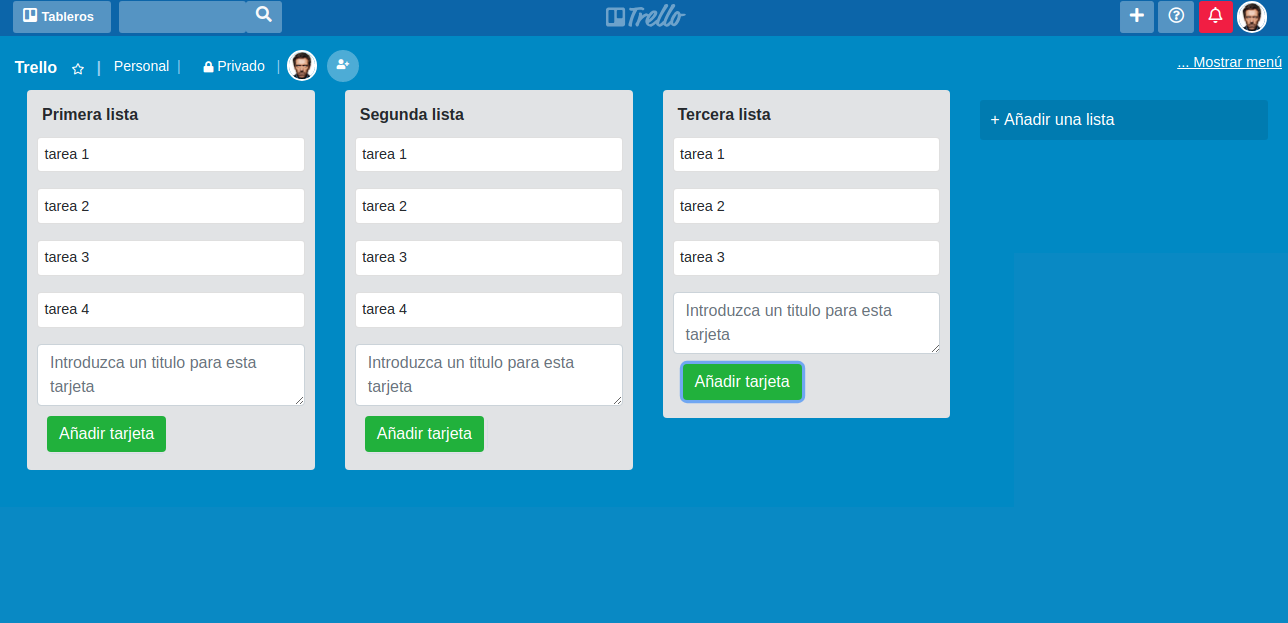 Tableros
Trello
Trello | Personal | Privado |
... Mostrar menú
Primera lista
tarea 1
tarea 2
tarea 3
tarea 4
Introduzca un titulo para esta
tarjeta
Añadir tarjeta
Segunda lista
tarea 1
tarea 2
tarea 3
tarea 4
Introduzca un titulo para esta
tarjeta
Añadir tarjeta
Tercera lista
tarea 1
tarea 2
tarea 3
Introduzca un titulo para esta
tarjeta
Añadir tarjeta
+ Añadir una lista